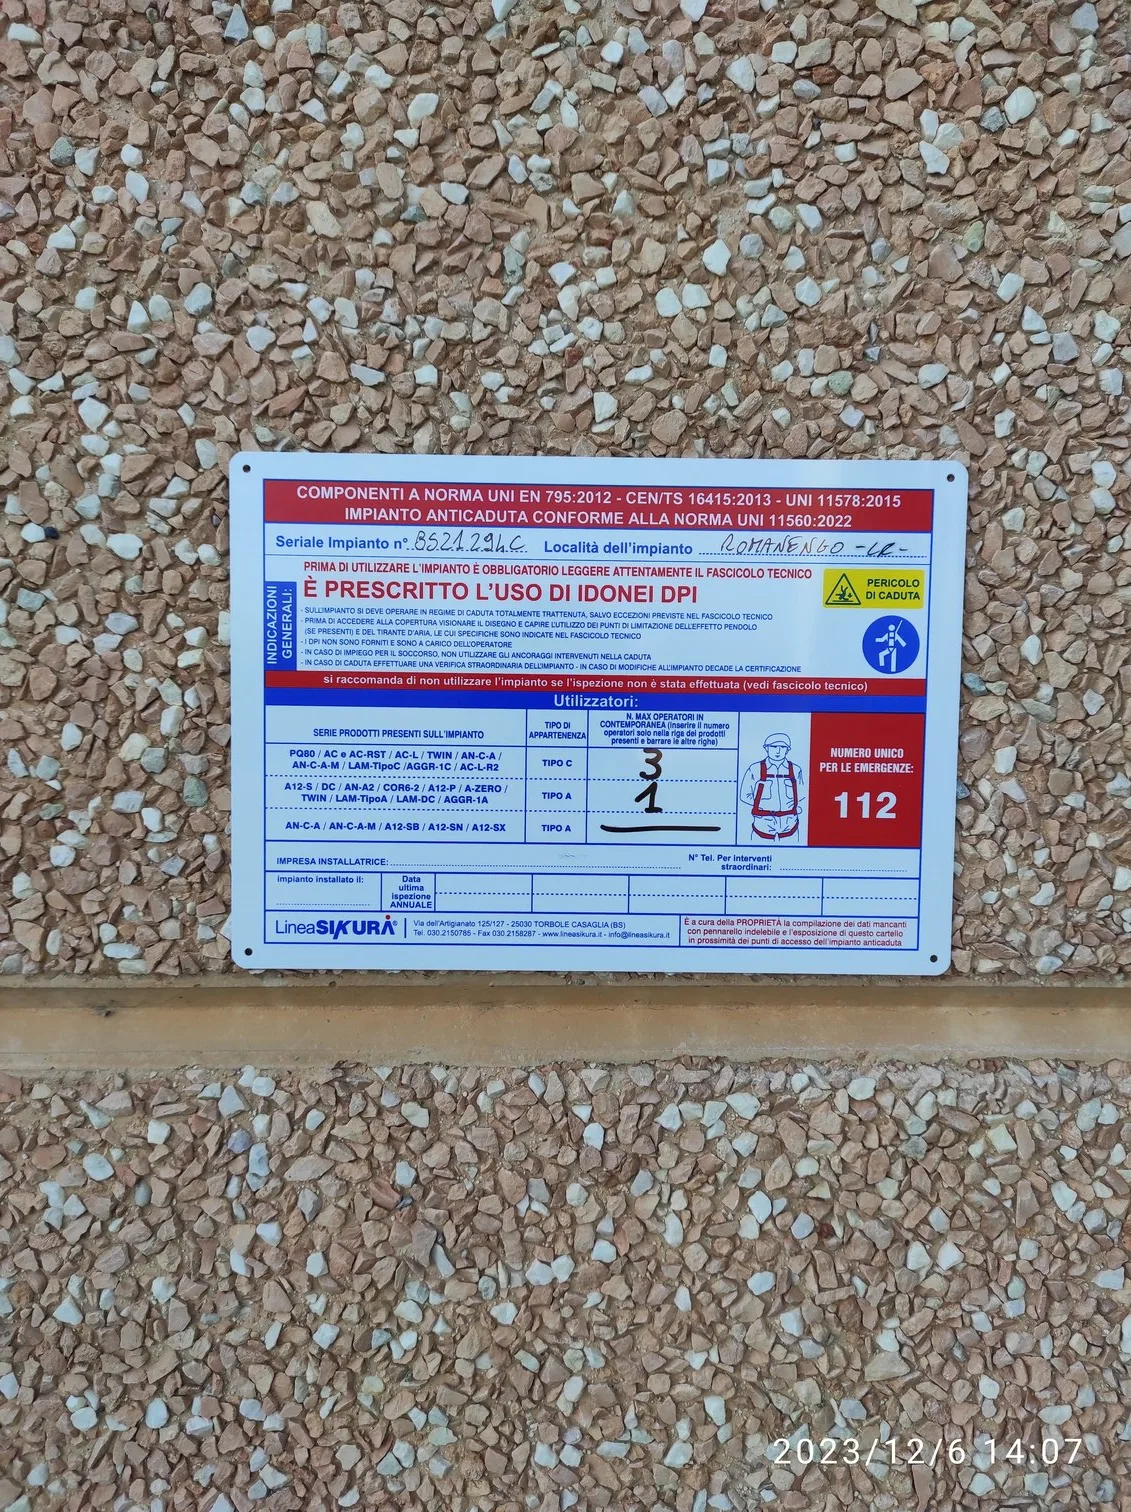 COMPONENTI A NORMA UNI EN 795:2012 - CEN/TS 16415:2013 - UNI 11578:2015
IMPIANTO ANTICADUTA CONFORME ALLA NORMA UNI 11560:2022
Seriale Impianto n° BS21294C Località dell'impianto ROMANENGO -CR-
INDICAZIONI GENERALI:
PRIMA DI UTILIZZARE L'IMPIANTO È OBBLIGATORIO LEGGERE ATTENTAMENTE IL FASCICOLO TECNICO
È PRESCRITTO L'USO DI IDONEI DPI
- SULL'IMPIANTO SI DEVE OPERARE IN REGIME DI CADUTA TOTALMENTE TRATTENUTA, SALVO ECCEZIONI PREVISTE NEL FASCICOLO TECNICO
- PRIMA DI ACCEDERE ALLA COPERTURA VISIONARE IL DISEGNO E CAPIRE L'UTILIZZO DEI PUNTI DI LIMITAZIONE DELL'EFFETTO PENDOLO
(SE PRESENTI) E DEL TIRANTE D'ARIA, LE CUI SPECIFICHE SONO INDICATE NEL FASCICOLO TECNICO
- I DPI NON SONO FORNITI E SONO A CARICO DELL'OPERATORE
- IN CASO DI IMPIEGO PER IL SOCCORSO, NON UTILIZZARE GLI ANCORAGGI INTERVENUTI NELLA CADUTA
- IN CASO DI CADUTA EFFETTUARE UNA VERIFICA STRAORDINARIA DELL'IMPIANTO - IN CASO DI MODIFICHE ALL'IMPIANTO DECADE LA CERTIFICAZIONE
PERICOLO
DI CADUTA
si raccomanda di non utilizzare l'impianto se l'ispezione non è stata effettuata (vedi fascicolo tecnico)
Utilizzatori:
SERIE PRODOTTI PRESENTI SULL'IMPIANTO
TIPO DI
APPARTENENZA
N. MAX OPERATORI IN
CONTEMPORANEA (inserire il numero
operatori solo nella riga dei prodotti
presenti e barrare le altre righe)
PQ80 / AC e AC-RST / AC-L / TWIN / AN-C-A /
AN-C-A-M / LAM-TipoC /AGGR-1C / AC-L-R2
TIPO C
3
A12-S / DC / AN-A2 / COR6-2 / A12-P / A-ZERO /
TWIN / LAM-TipoA / LAM-DC / AGGR-1A
TIPO A
1
AN-C-A / AN-C-A-M / A12-SB / A12-SN / A12-SX
TIPO A
NUMERO UNICO
PER LE EMERGENZE:
112
IMPRESA INSTALLATRICE:
N° Tel. Per interventi
straordinari:
impianto installato il:
Data
ultima
ispezione
ANNUALE
LineaSIKURA®
Via dell'Artigianato 125/127 - 25030 TORBOLE CASAGLIA (BS)
Tel. 030.2150785 - Fax 030.2158287 - www.lineasikura.it - info@lineasikura.it
È a cura della PROPRIETÀ la compilazione dei dati mancanti
con pennarello indelebile e l'esposizione di questo cartello
in prossimità dei punti di accesso dell'impianto anticaduta
2023/12/6 14:07